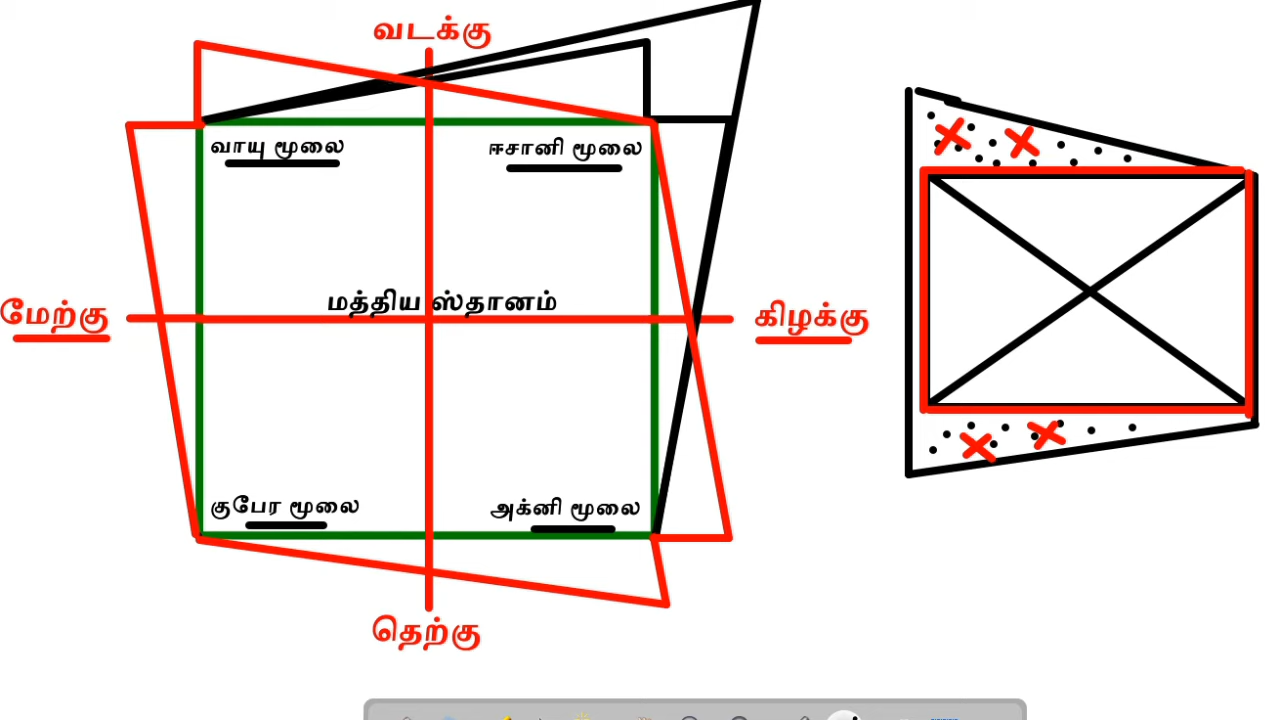 வடக்கு
வாயு மூலை
ஈசானி மூலை
மத்திய ஸ்தானம்
மேற்கு
கிழக்கு
குபேர மூலை
அக்னி மூலை
தெற்கு